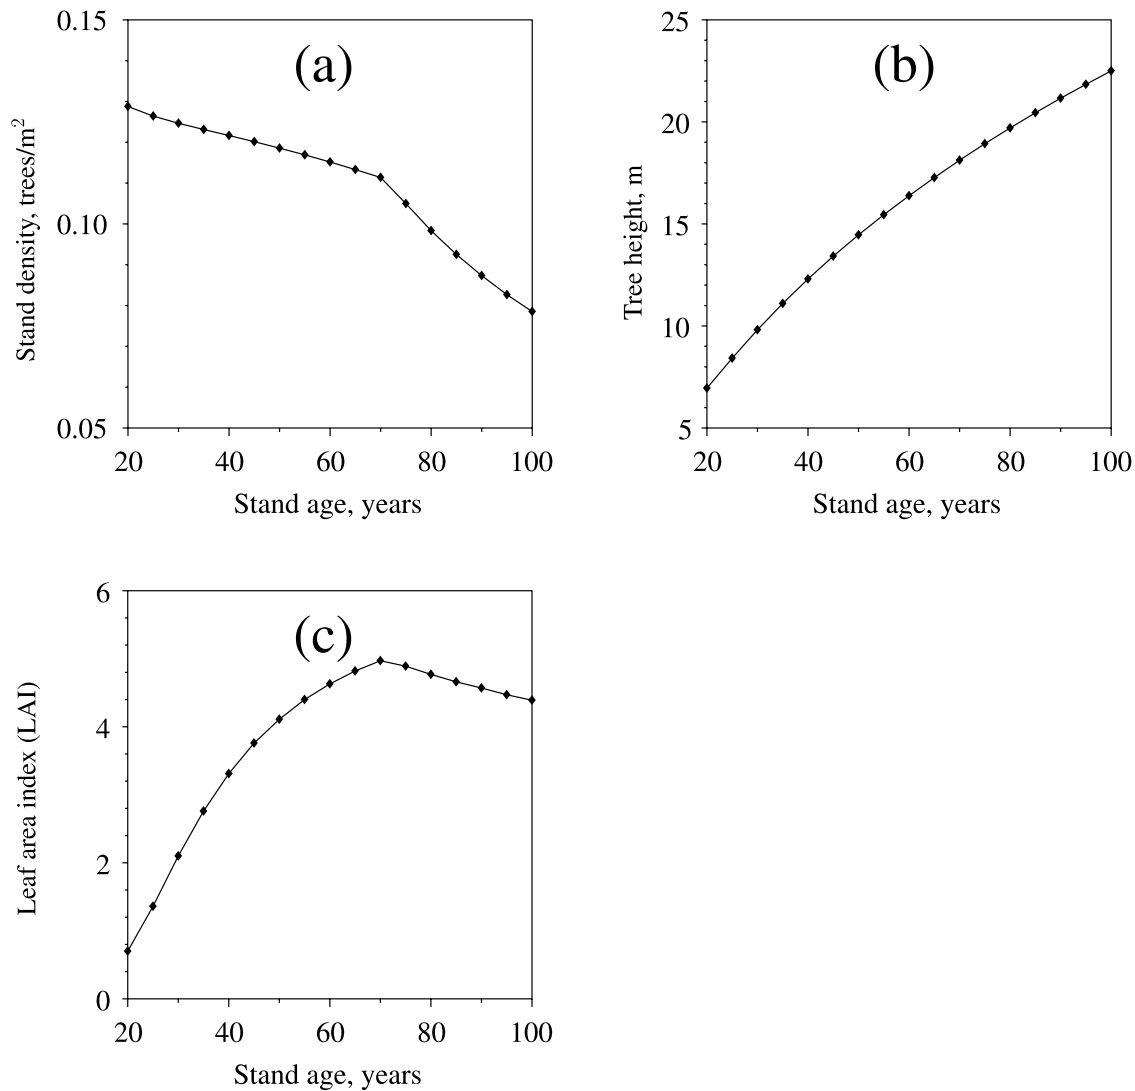 (a)
Stand density, trees/m²
0.15
0.10
0.05
20 40 60 80 100
Stand age, years
(b)
Tree height, m
25
20
15
10
5
20 40 60 80 100
Stand age, years
(c)
Leaf area index (LAI)
6
4
2
0
20 40 60 80 100
Stand age, years